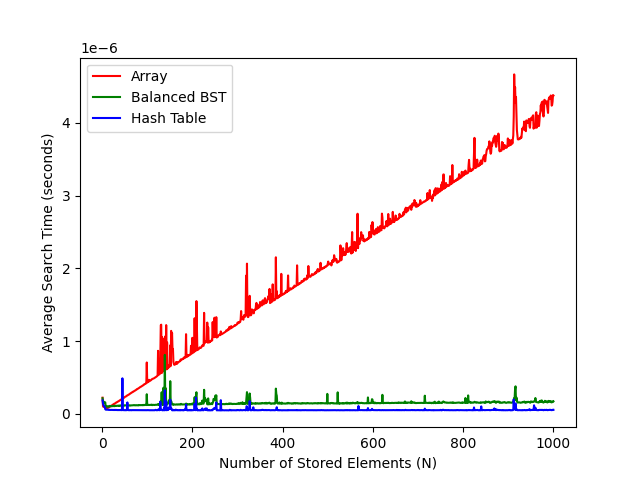 1e−6
Array
Balanced BST
Hash Table
Average Search Time (seconds)
4
3
2
1
0
0 200 400 600 800 1000
Number of Stored Elements (N)